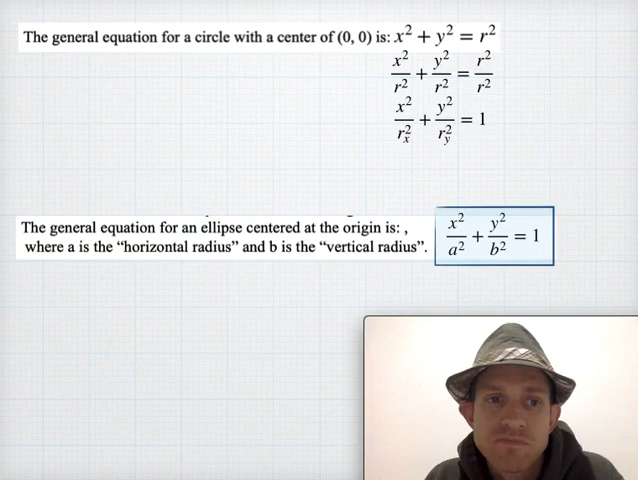 The general equation for a circle with a center of (0, 0) is: x² + y² = r²
x²/r² + y²/r² = r²/r²
x²/rₓ² + y²/r_y² = 1
The general equation for an ellipse centered at the origin is: ,
where a is the “horizontal radius” and b is the “vertical radius”.
x²/a² + y²/b² = 1